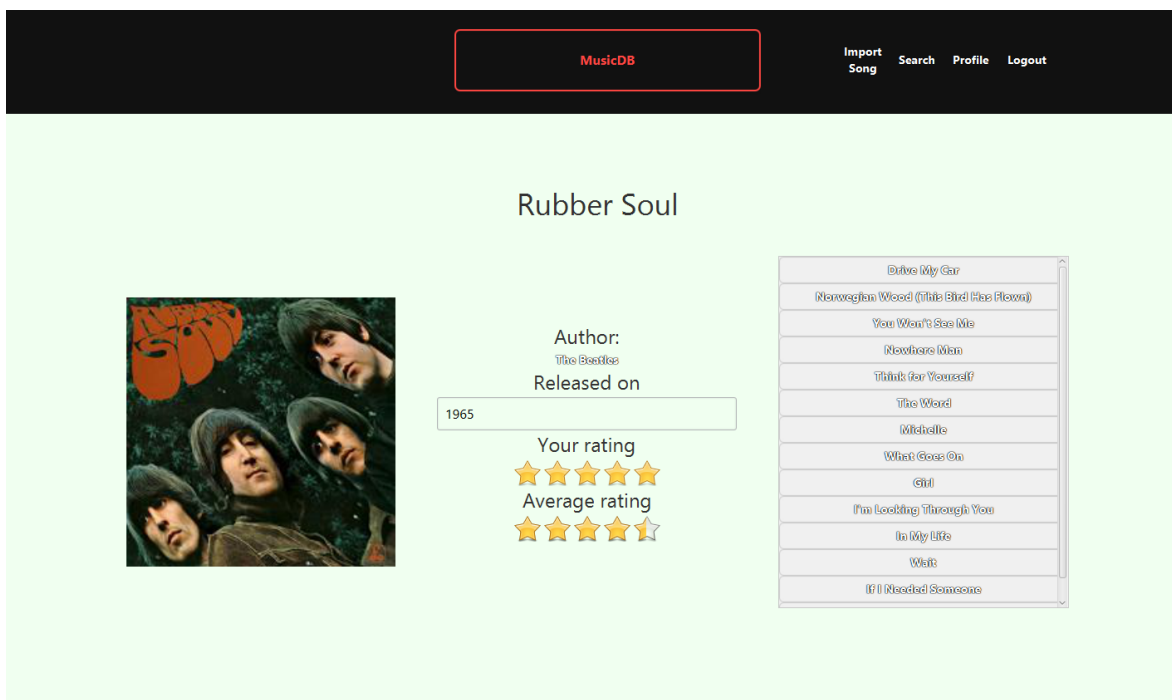 MusicDB
Import
Song
Search
Profile
Logout
Rubber Soul
RUBBER
SOUL
Author:
The Beatles
Released on
1965
Your rating
Average rating
Drive My Car
Norwegian Wood (This Bird Has Flown)
You Won't See Me
Nowhere Man
Think for Yourself
The Word
Michelle
What Goes On
Girl
I'm Looking Through You
In My Life
Wait
If I Needed Someone